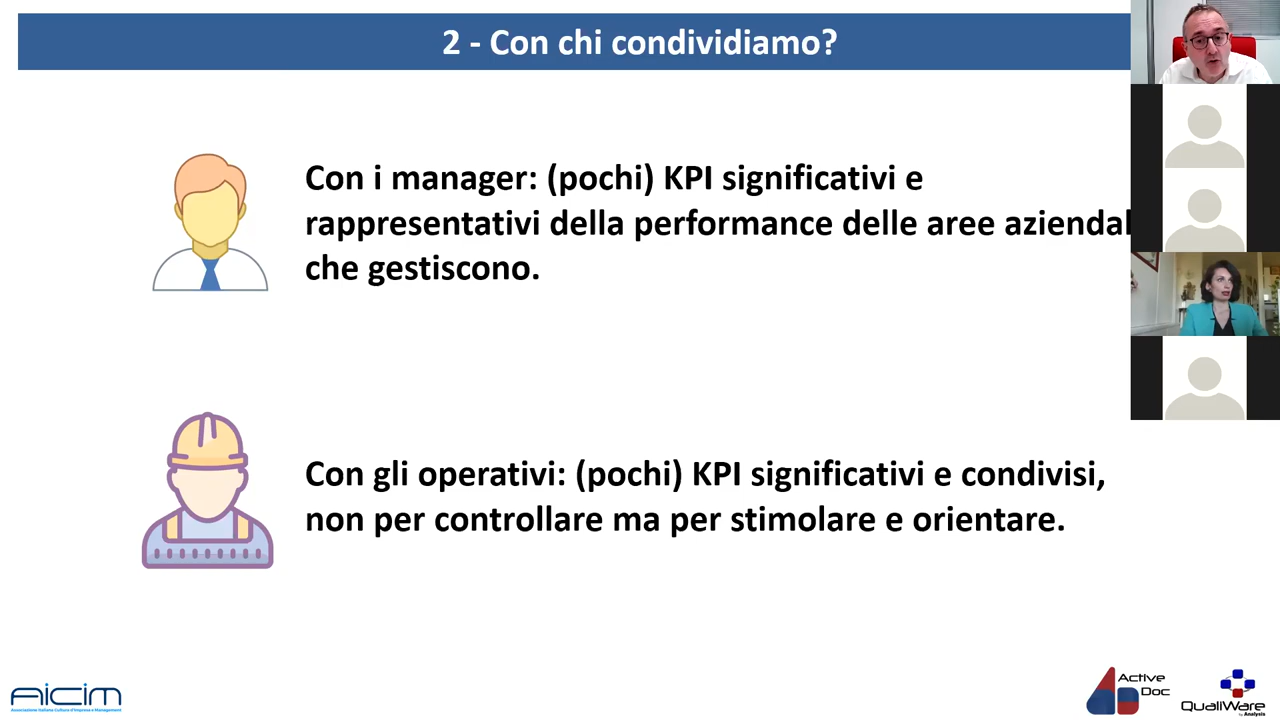 2 - Con chi condividiamo?
Con i manager: (pochi) KPI significativi e
rappresentativi della performance delle aree aziendal
che gestiscono.
Con gli operativi: (pochi) KPI significativi e condivisi,
non per controllare ma per stimolare e orientare.
AICIM
Associazione Italiana Cultura d'Impresa e Management
Active
Doc
QualiWare
by Analysis